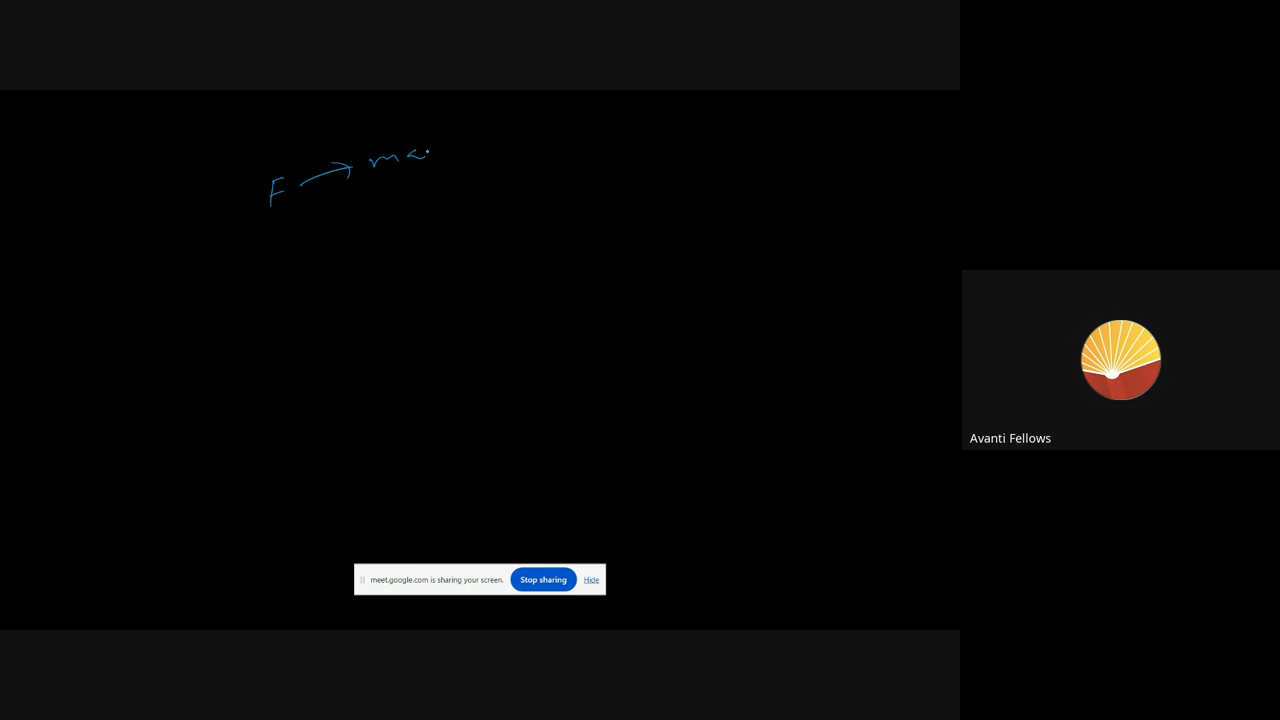 F → m
meet.google.com is sharing your screen. Stop sharing Hide
Avanti Fellows